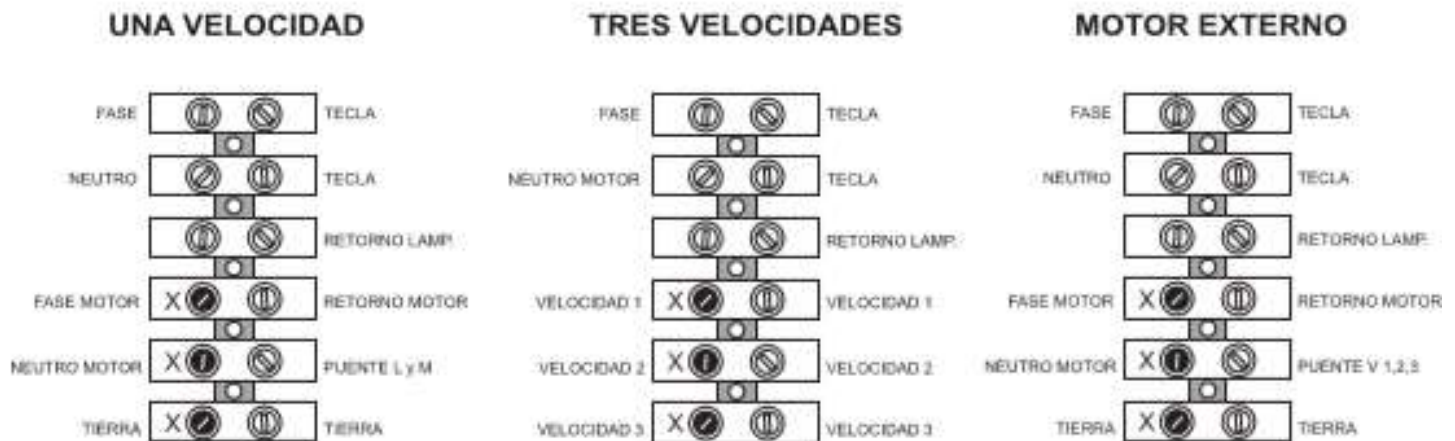 UNA VELOCIDAD
FASE TECLA
NEUTRO TECLA
RETORNO LAMP.
FASE MOTOR X RETORNO MOTOR
NEUTRO MOTOR X PUENTE L y M
TIERRA X TIERRA
TRES VELOCIDADES
FASE TECLA
NEUTRO MOTOR TECLA
RETORNO LAMP.
VELOCIDAD 1 X VELOCIDAD 1
VELOCIDAD 2 X VELOCIDAD 2
VELOCIDAD 3 X VELOCIDAD 3
MOTOR EXTERNO
FASE TECLA
NEUTRO TECLA
RETORNO LAMP.
FASE MOTOR X RETORNO MOTOR
NEUTRO MOTOR X PUENTE V 1,2,3
TIERRA X TIERRA